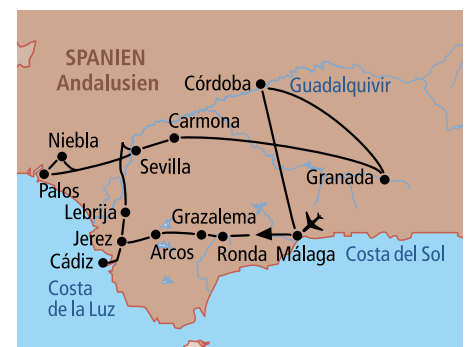 SPANIEN
Andalusien
Córdoba
Guadalquivir
Carmona
Niebla
Sevilla
Granada
Palos
Lebrija
Grazalema
Jerez
Arcos
Ronda
Málaga
Costa del Sol
Cádiz
Costa
de la Luz